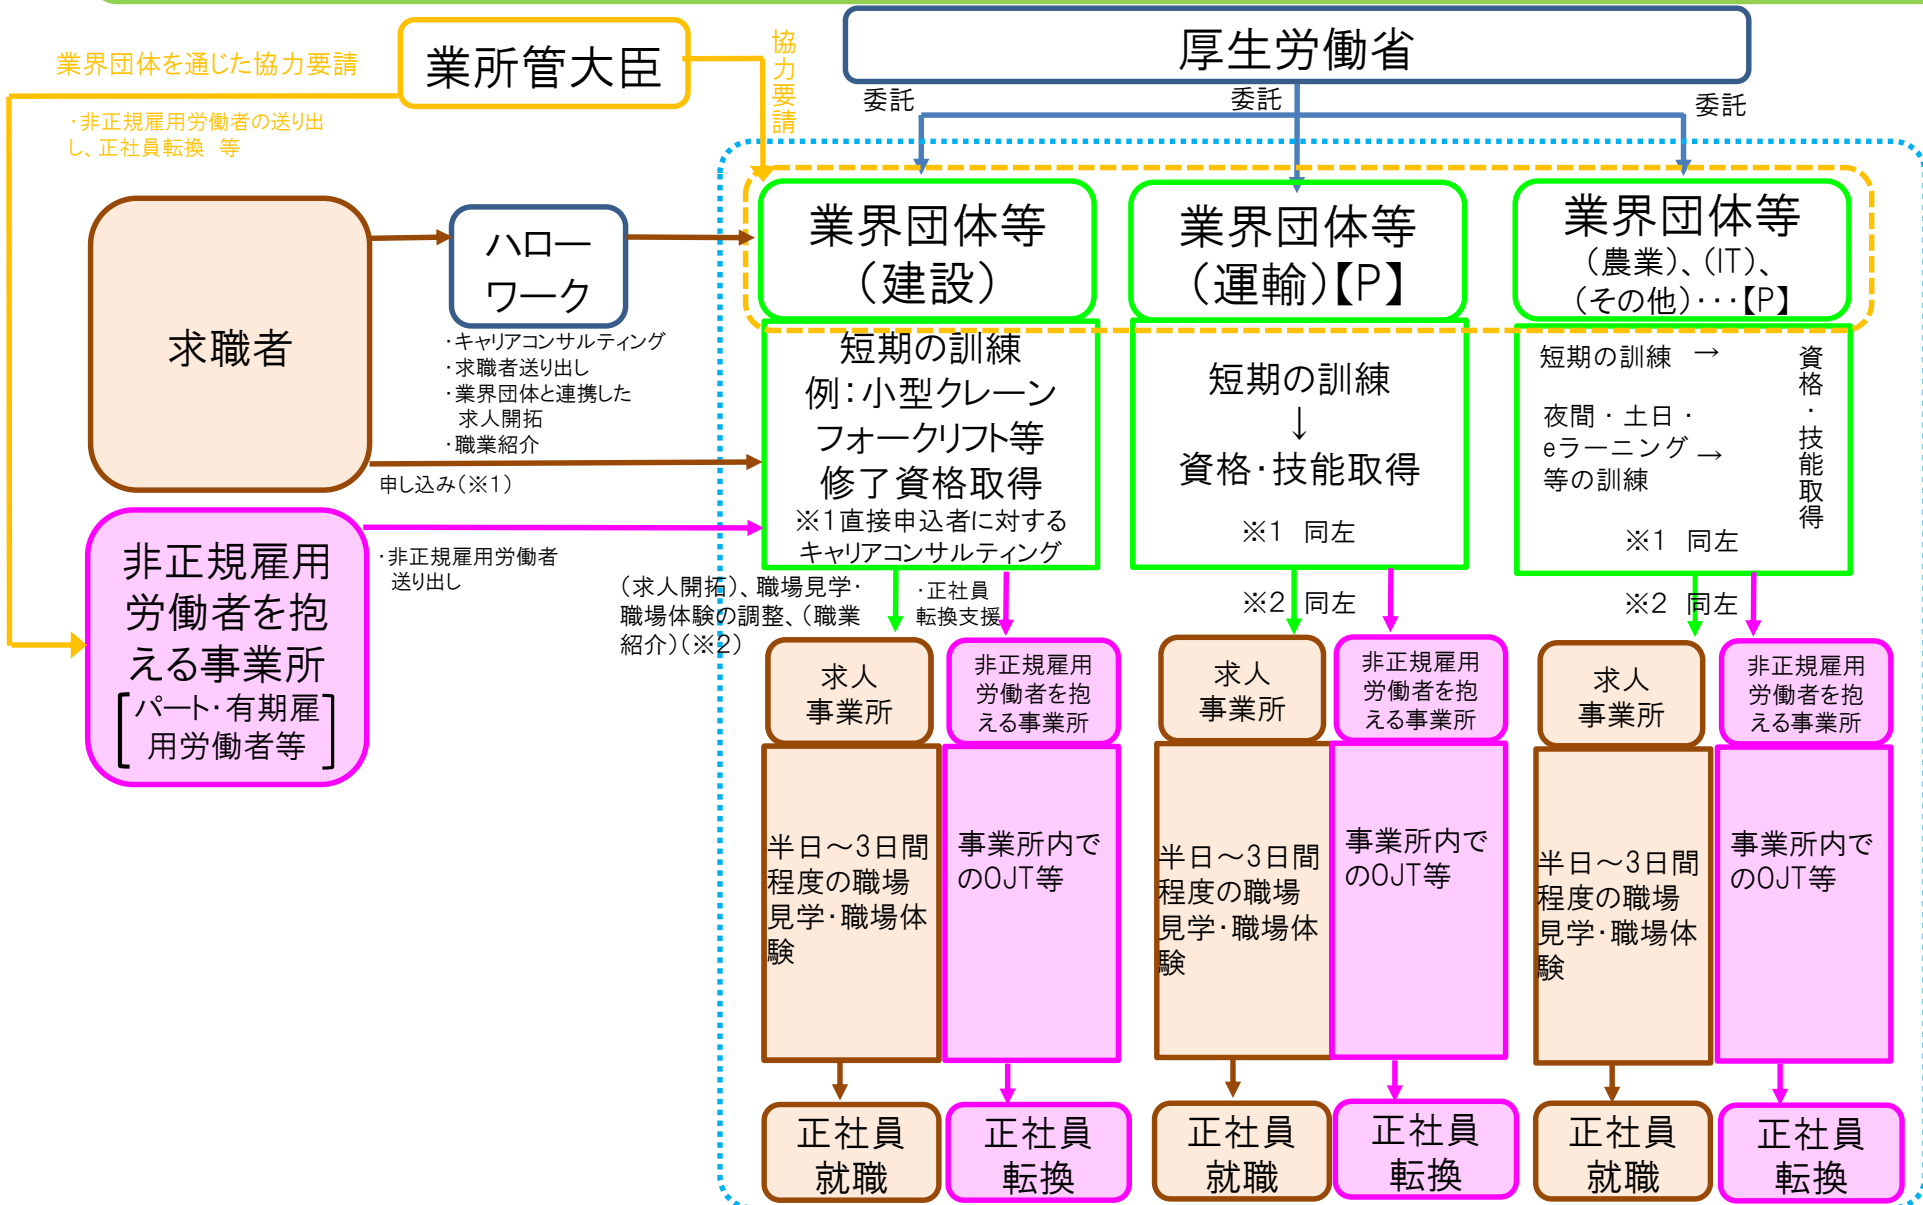 業界団体を通じた協力要請
・非正規雇用労働者の送り出
し、正社員転換　等
業所管大臣
協力要請
厚生労働省
委託
委託
委託
求職者
ハロー
ワーク
・キャリアコンサルティング
・求職者送り出し
・業界団体と連携した
求人開拓
・職業紹介
申し込み(※1)
非正規雇用
労働者を抱
える事業所
パート・有期雇
用労働者等
・非正規雇用労働者
送り出し
業界団体等
(建設)
短期の訓練
例：小型クレーン
フォークリフト等
修了資格取得
※1直接申込者に対する
キャリアコンサルティング
(求人開拓)、職場見学・
職場体験の調整、(職業
紹介)(※2)
・正社員
転換支援
求人
事業所
非正規雇用
労働者を抱
える事業所
半日～3日間
程度の職場
見学・職場体
験
事業所内で
のOJT等
正社員
就職
正社員
転換
業界団体等
(運輸)【P】
短期の訓練
↓
資格・技能取得
※1　同左
※2　同左
求人
事業所
非正規雇用
労働者を抱
える事業所
半日～3日間
程度の職場
見学・職場体
験
事業所内で
のOJT等
正社員
就職
正社員
転換
業界団体等
(農業)、(IT)、
(その他)･･･【P】
短期の訓練　→
夜間・土日・
eラーニング→
等の訓練
資格・技能取得
※1　同左
※2　同左
求人
事業所
非正規雇用
労働者を抱
える事業所
半日～3日間
程度の職場
見学・職場体
験
事業所内で
のOJT等
正社員
就職
正社員
転換